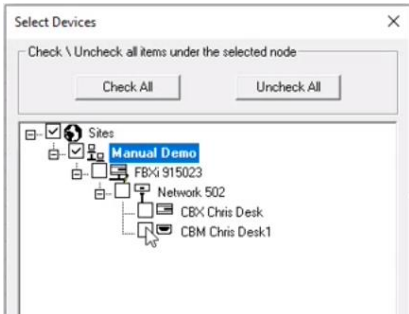 Select Devices
Check \ Uncheck all items under the selected node
Check All
Uncheck All
Sites
Manual Demo
FBXi 915023
Network 502
CBX Chris Desk
CBM Chris Desk1